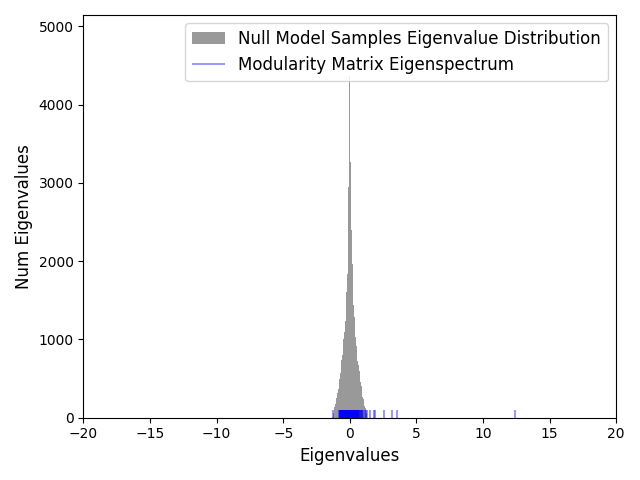 Null Model Samples Eigenvalue Distribution
Modularity Matrix Eigenspectrum
5000
4000
3000
2000
1000
0
Num Eigenvalues
−20 −15 −10 −5 0 5 10 15 20
Eigenvalues